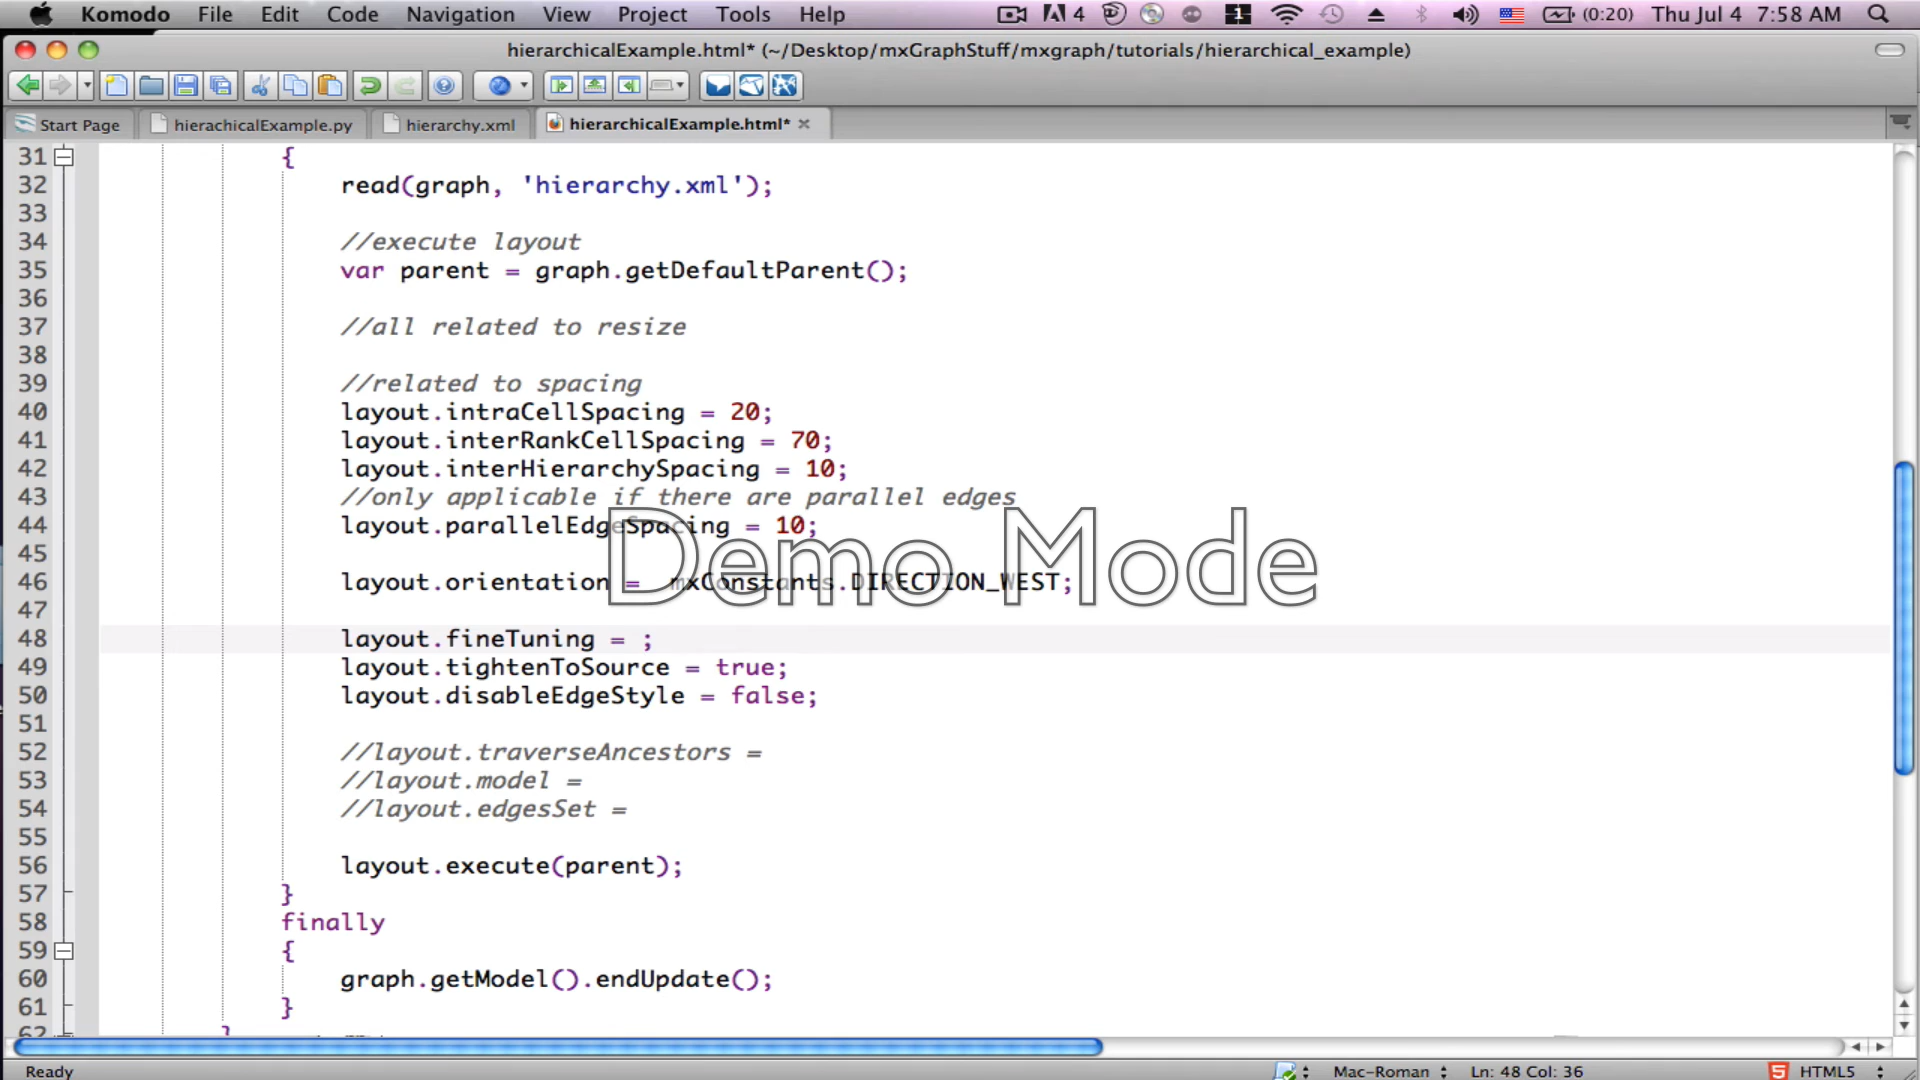 Komodo File Edit Code Navigation View Project Tools Help 4 1 (0:20) Thu Jul 4 7:58 AM
hierarchicalExample.html* (~/Desktop/mxGraphStuff/mxgraph/tutorials/hierarchical_example)
Start Page hierachicalExample.py hierarchy.xml hierarchicalExample.html*
31 {
32 read(graph, 'hierarchy.xml');
33
34 //execute layout
35 var parent = graph.getDefaultParent();
36
37 //all related to resize
38
39 //related to spacing
40 layout.intraCellSpacing = 20;
41 layout.interRankCellSpacing = 70;
42 layout.interHierarchySpacing = 10;
43 //only applicable if there are parallel edges
44 layout.parallelEdgeSpacing = 10;
Demo Mode
45
46 layout.orientation = mxConstants.DIRECTION_WEST;
47
48 layout.fineTuning = ;
49 layout.tightenToSource = true;
50 layout.disableEdgeStyle = false;
51
52 //layout.traverseAncestors =
53 //layout.model =
54 //layout.edgesSet =
55
56 layout.execute(parent);
57 }
58 finally
59 {
60 graph.getModel().endUpdate();
61 }
62 }
Ready Mac-Roman Ln: 48 Col: 36 HTML5